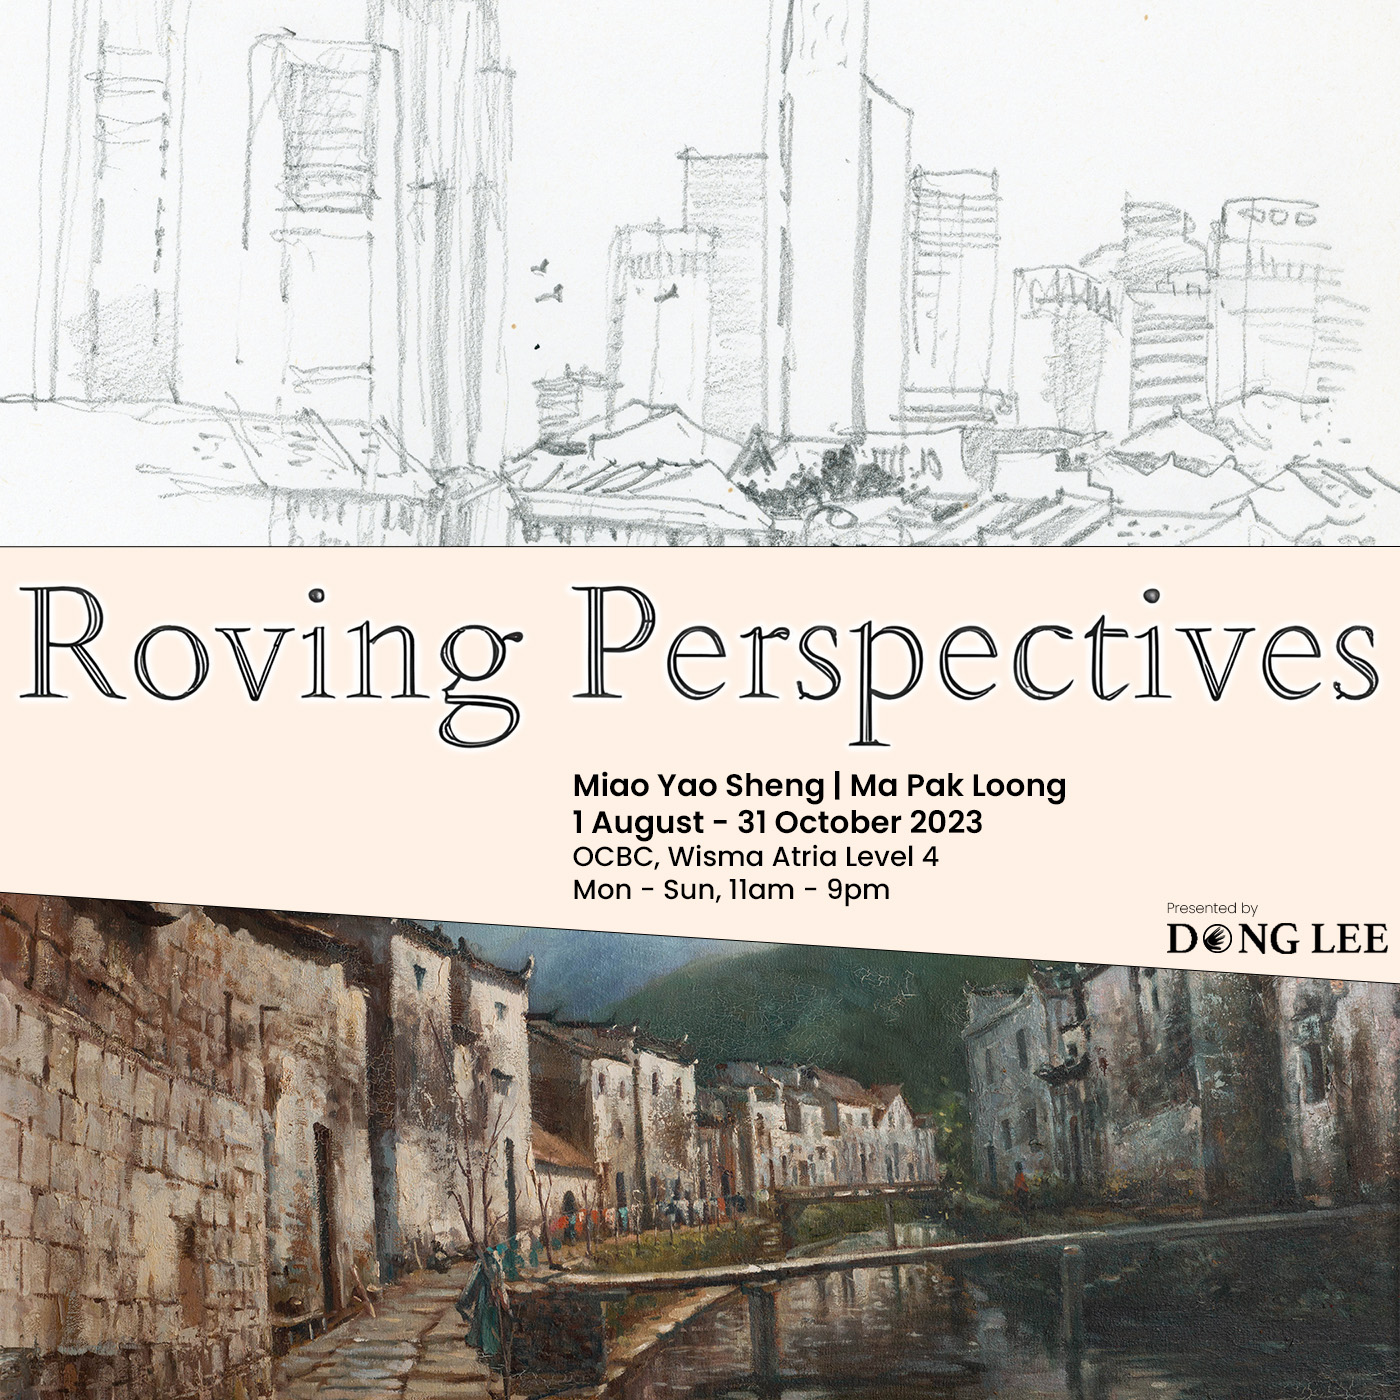 Roving Perspectives
Miao Yao Sheng | Ma Pak Loong
1 August - 31 October 2023
OCBC, Wisma Atria Level 4
Mon - Sun, 11am - 9pm
Presented by
DONG LEE